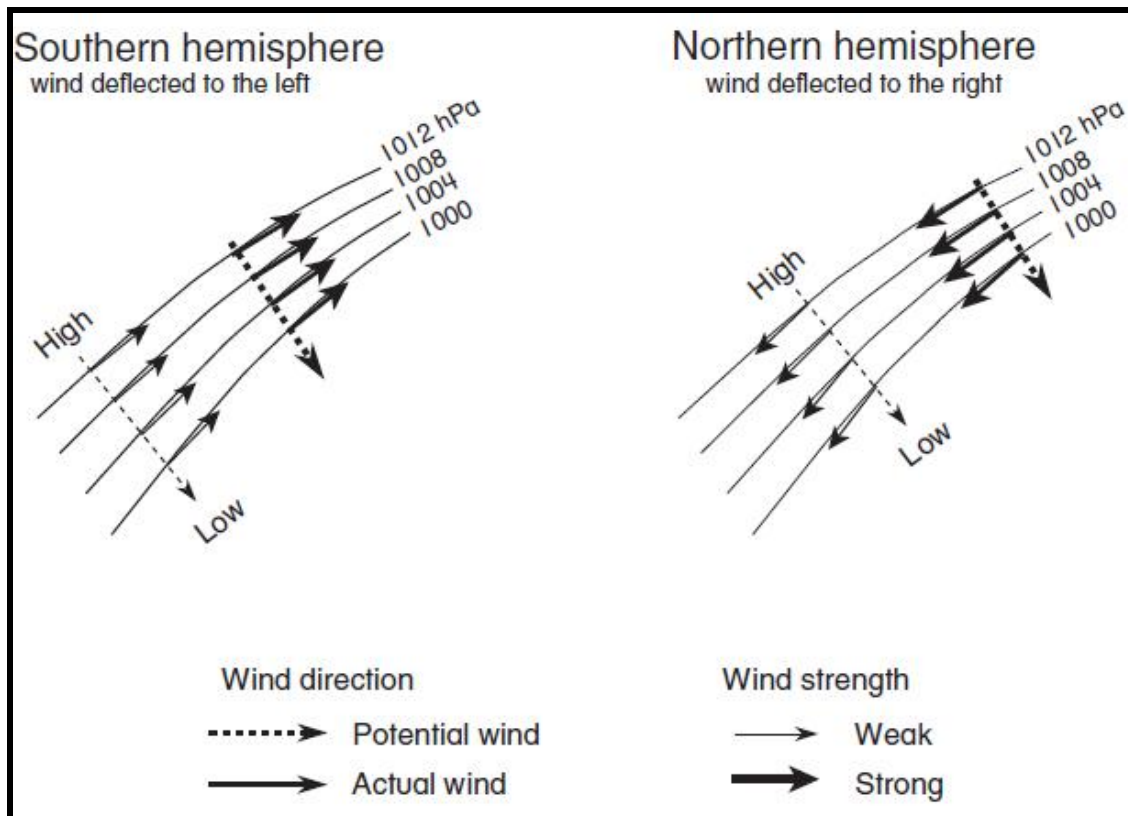 Southern hemisphere
wind deflected to the left
1012 hPa
1008
1004
1000
High
Low
Northern hemisphere
wind deflected to the right
1012 hPa
1008
1004
1000
High
Low
Wind direction
Potential wind
Actual wind
Wind strength
Weak
Strong